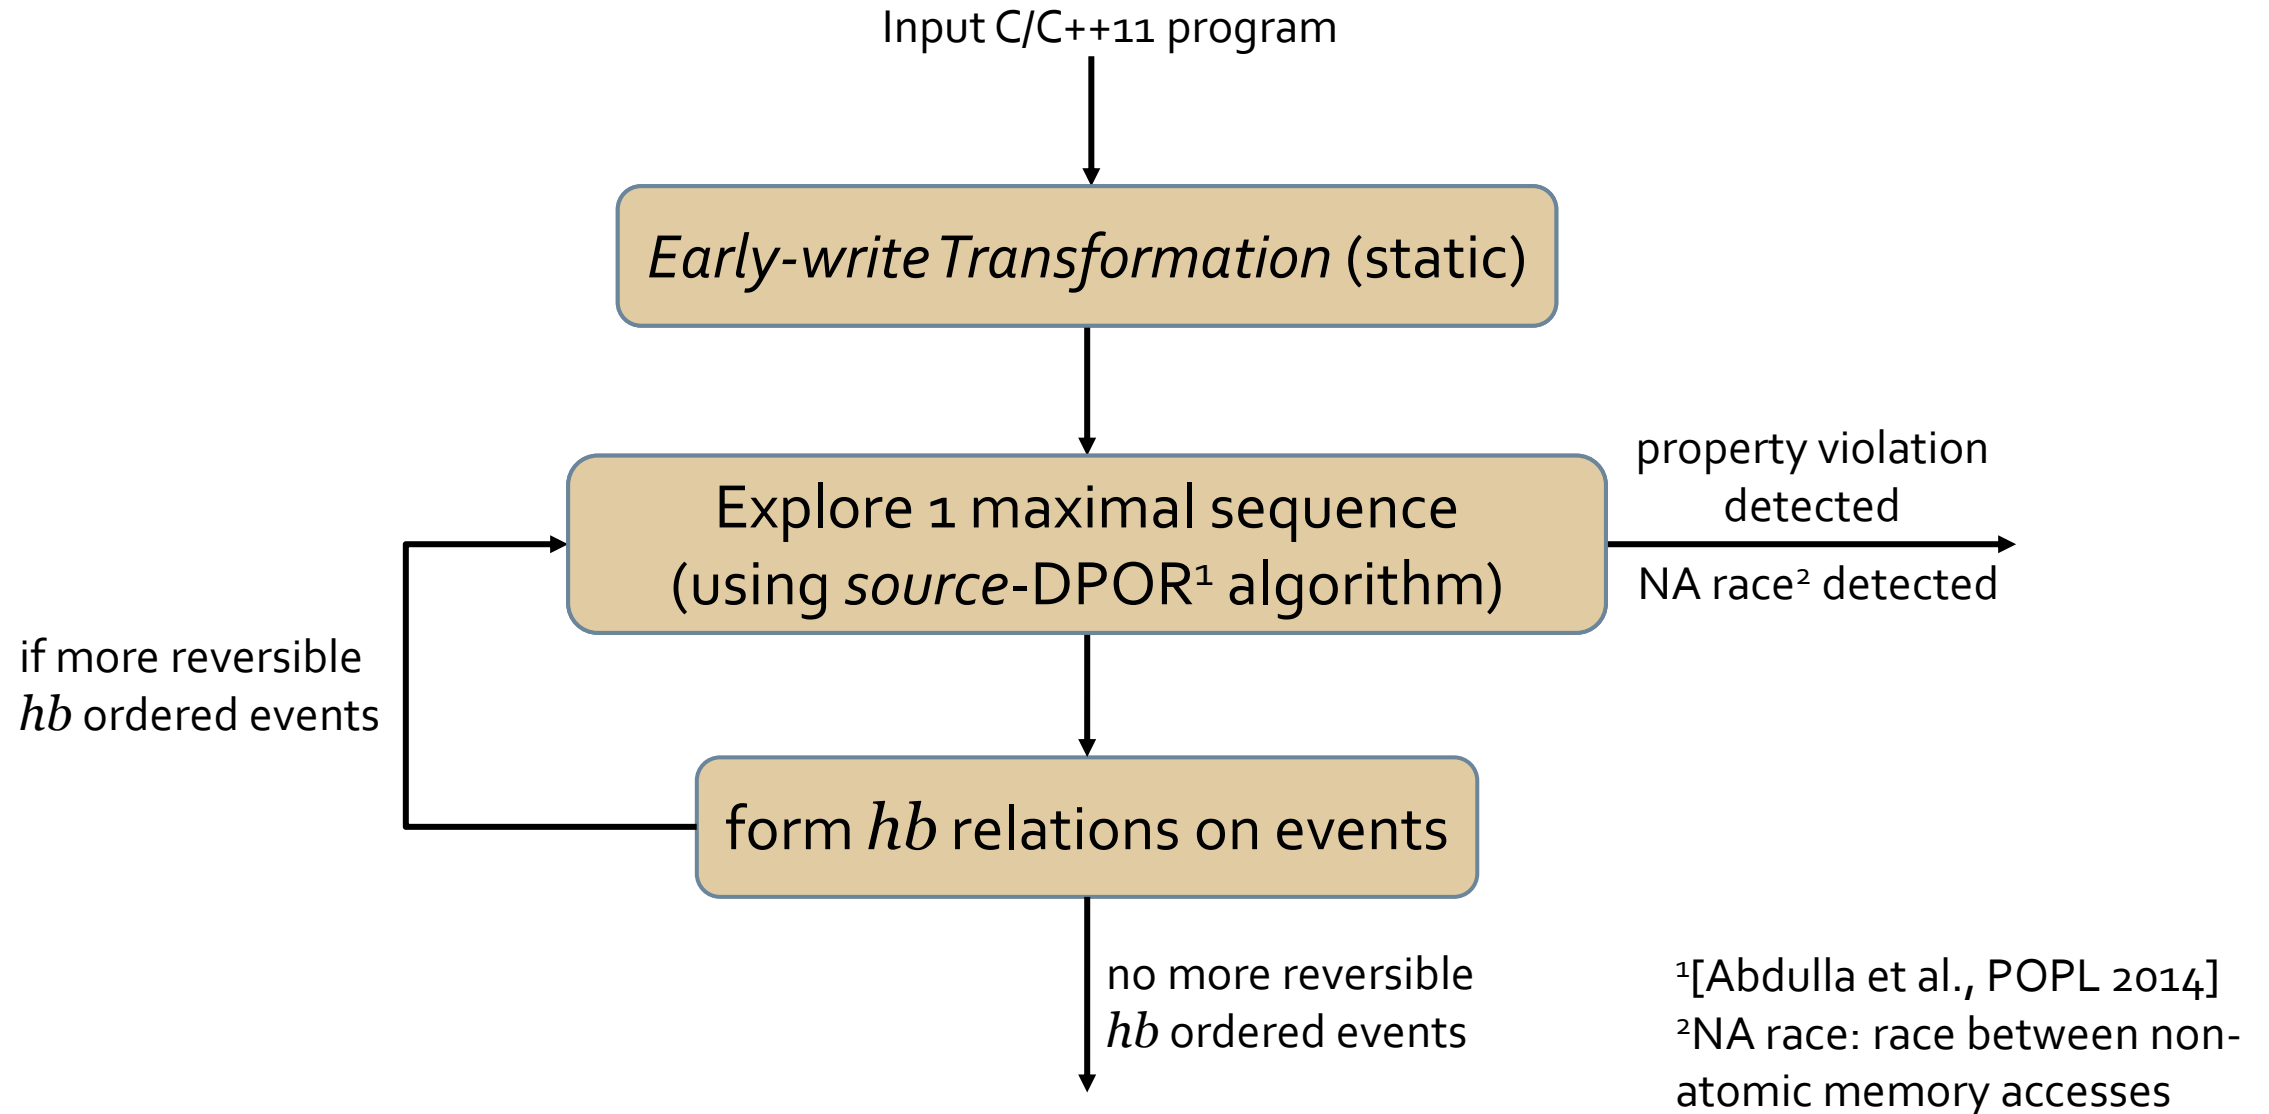 Input C/C++11 program
Early-write Transformation (static)
Explore 1 maximal sequence
(using source-DPOR¹ algorithm)
property violation
detected
NA race² detected
if more reversible
hb ordered events
form hb relations on events
no more reversible
hb ordered events
¹[Abdulla et al., POPL 2014]
²NA race: race between non-
atomic memory accesses